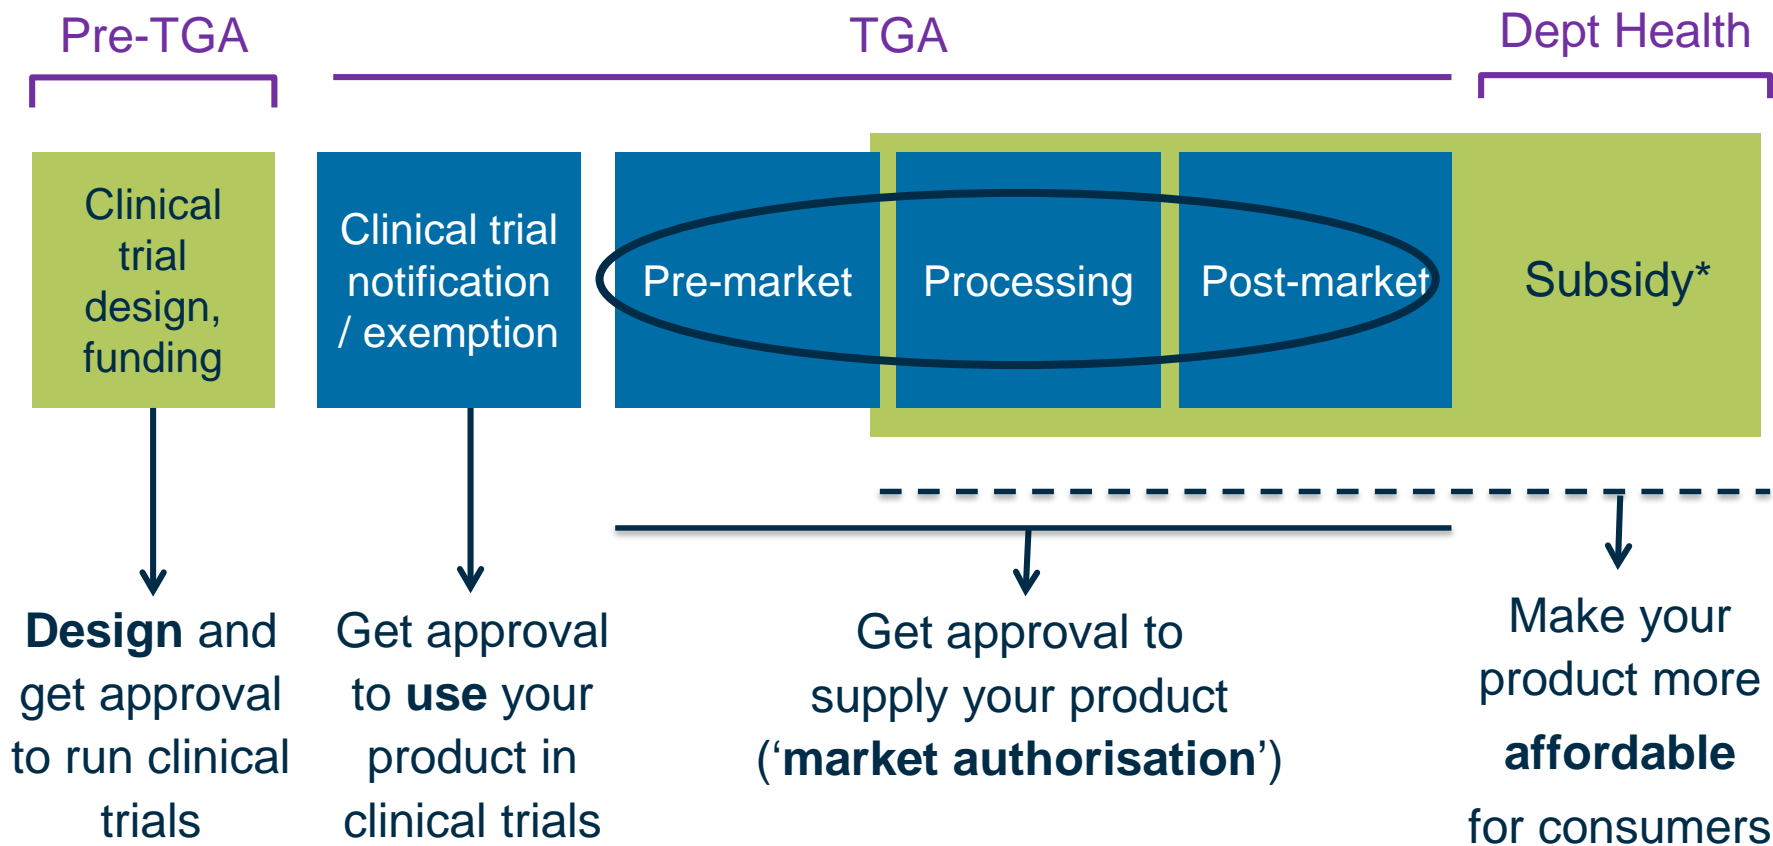 Pre-TGA
TGA
Dept Health
Clinical
trial
design,
funding
Clinical trial
notification
/ exemption
Pre-market
Processing
Post-market
Subsidy*
Design and
get approval
to run clinical
trials
Get approval
to use your
product in
clinical trials
Get approval to
supply your product
(‘market authorisation’)
Make your
product more
affordable
for consumers